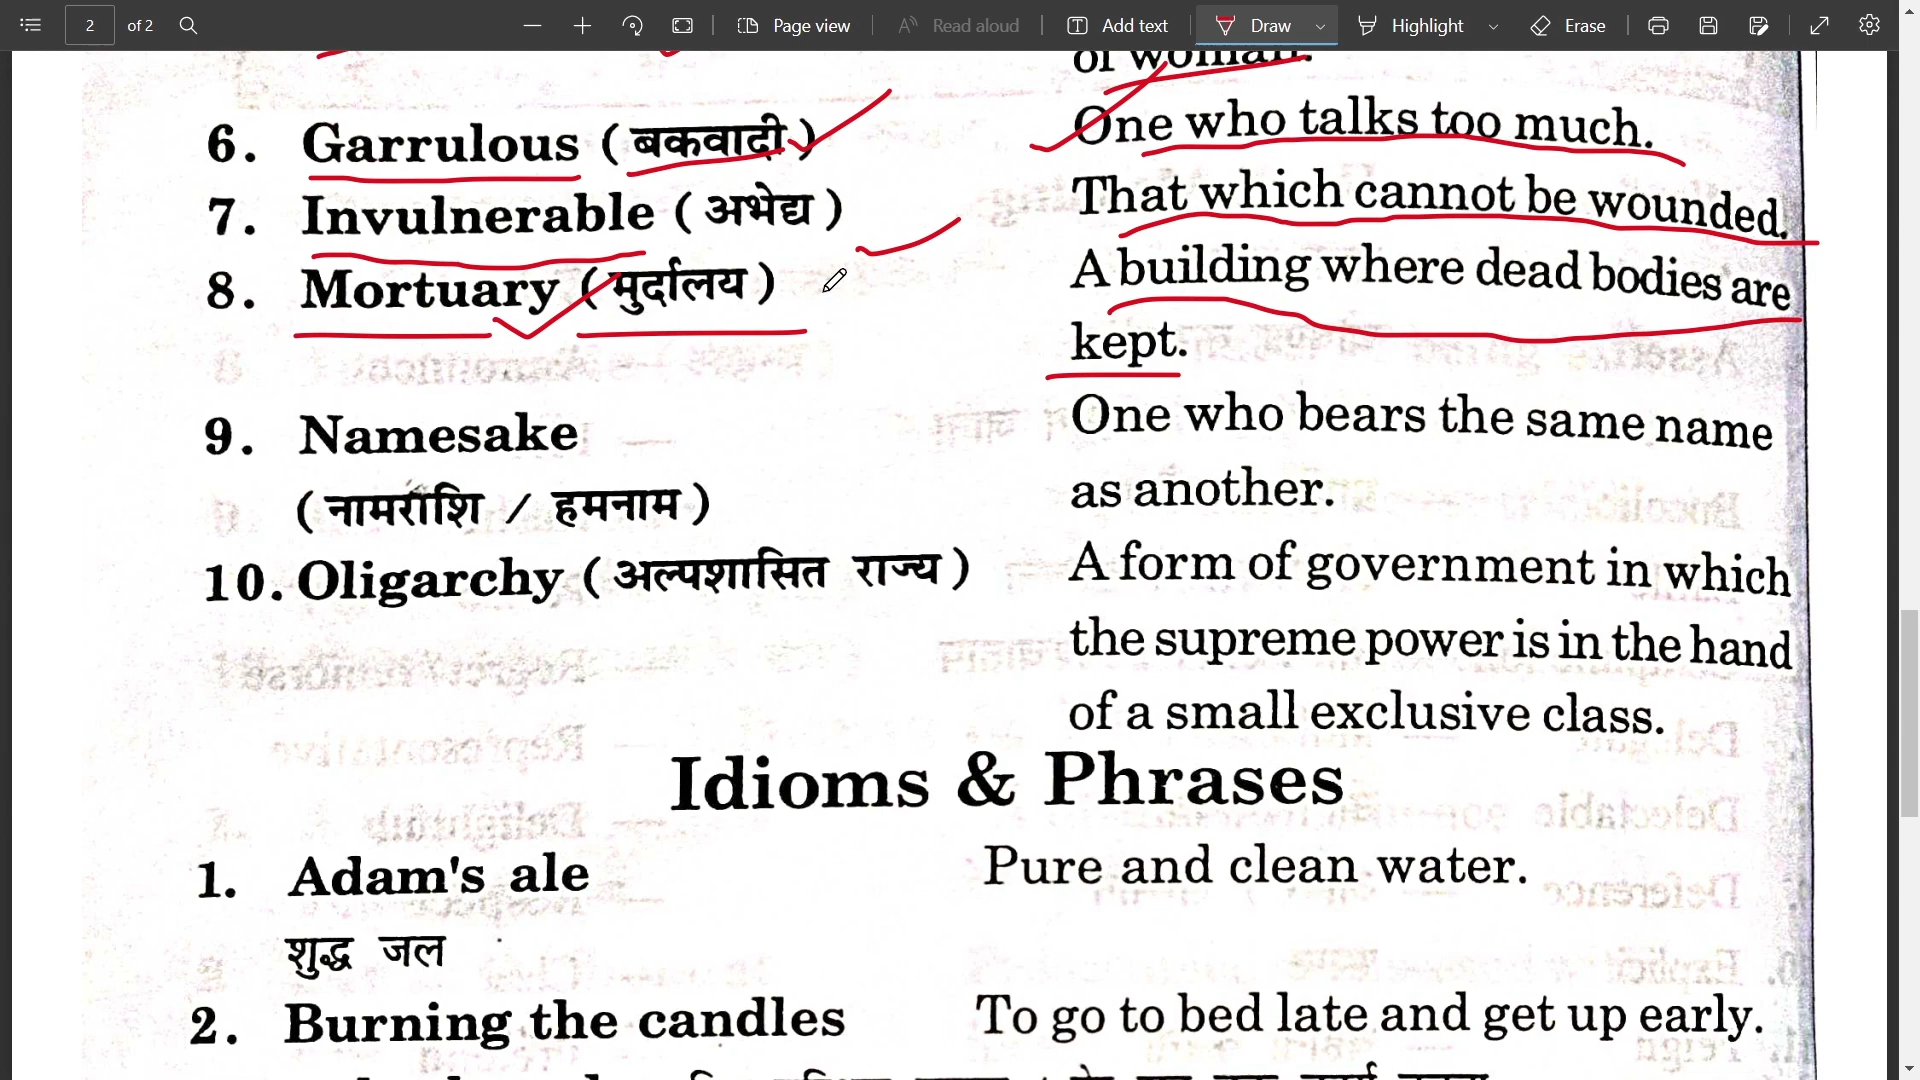 2 of 2 Page view Read aloud Add text Draw Highlight Erase
of woman.
6. Garrulous (बकवादी) One who talks too much.
7. Invulnerable (अभेद्य) That which cannot be wounded.
8. Mortuary (मुर्दालय) A building where dead bodies are
kept.
9. Namesake One who bears the same name
(नामराशि / हमनाम) as another.
10. Oligarchy (अल्पशासित राज्य) A form of government in which
the supreme power is in the hand
of a small exclusive class.
Idioms & Phrases
1. Adam's ale Pure and clean water.
शुद्ध जल
2. Burning the candles To go to bed late and get up early.